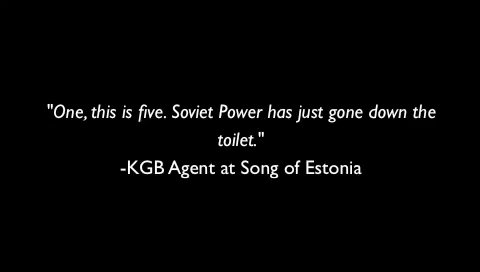 "One, this is five. Soviet Power has just gone down the
toilet."
-KGB Agent at Song of Estonia